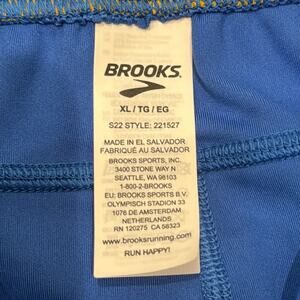 BROOKS
XL / TG / EG
S22 STYLE: 221527
MADE IN EL SALVADOR
FABRIQUÉ AU SALVADOR
BROOKS SPORTS, INC.
3400 STONE WAY N
SEATTLE, WA 98103
1-800-2-BROOKS
EU: BROOKS SPORTS B.V.
OLYMPISCH STADION 33
1076 DE AMSTERDAM,
NETHERLANDS
RN 120275 CA 56323
www.brooksrunning.com
RUN HAPPY!